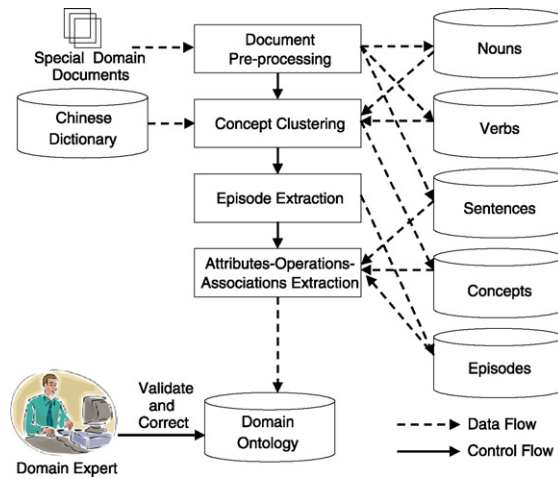 Special Domain
Documents
Document
Pre-processing
Nouns
Chinese
Dictionary
Concept Clustering
Verbs
Episode Extraction
Sentences
Attributes-Operations-
Associations Extraction
Concepts
Episodes
Validate
and
Correct
Domain
Ontology
Domain Expert
Data Flow
Control Flow